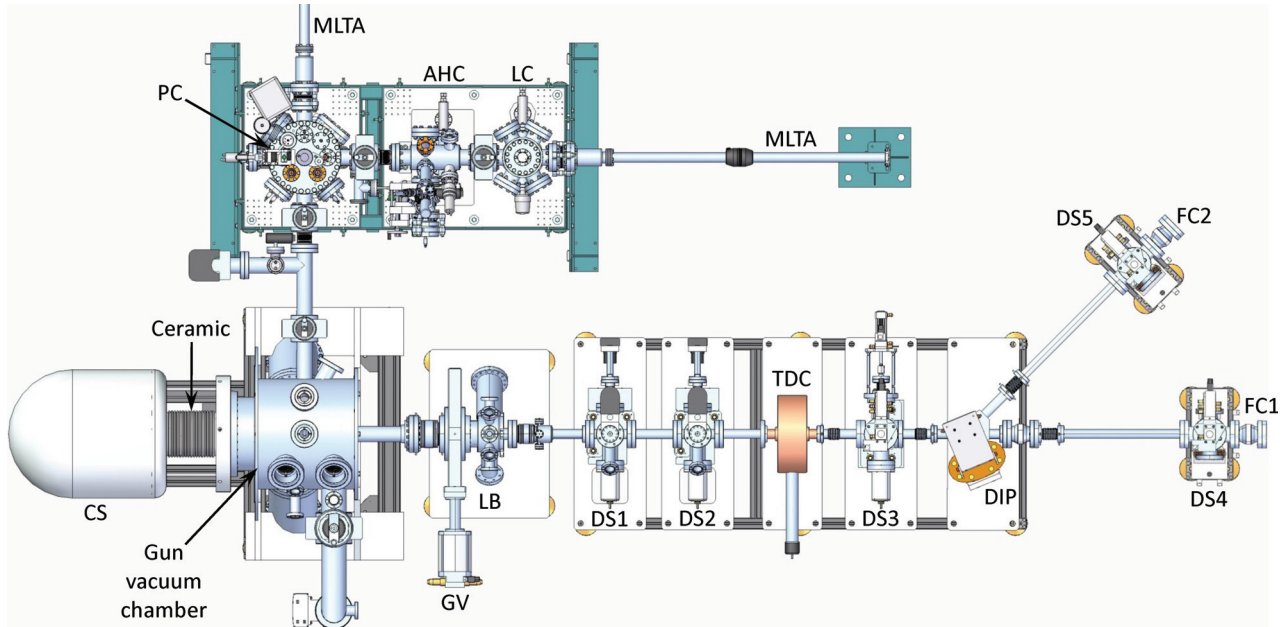 MLTA
AHC
LC
PC
MLTA
DS5
FC2
Ceramic
TDC
FC1
CS
LB
DS1
DS2
DS3
DIP
DS4
Gun
vacuum
chamber
GV